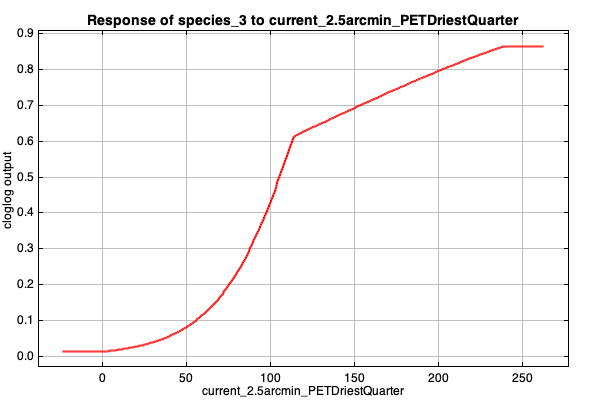 Response of species_3 to current_2.5arcmin_PETDriestQuarter
0.9
0.8
0.7
0.6
0.5
0.4
0.3
0.2
0.1
0.0
cloglog output
0 50 100 150 200 250
current_2.5arcmin_PETDriestQuarter